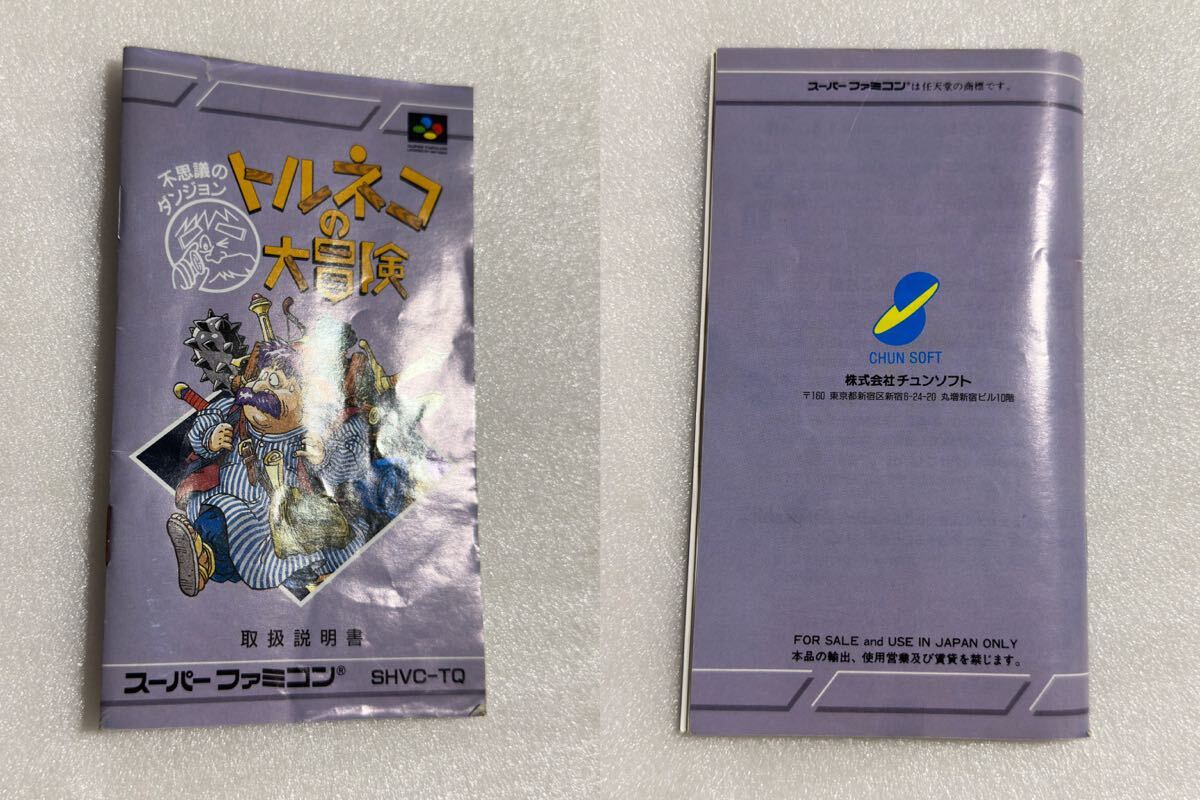 不思議の
ダンジョン
トルネコ
の
大冒険
取扱説明書
スーパーファミコン® SHVC-TQ
スーパーファミコン®は任天堂の商標です。
CHUN SOFT
株式会社チュンソフト
〒160 東京都新宿区新宿6-24-20 丸増新宿ビル10階
FOR SALE and USE IN JAPAN ONLY
本品の輸出、使用営業及び賃貸を禁じます。